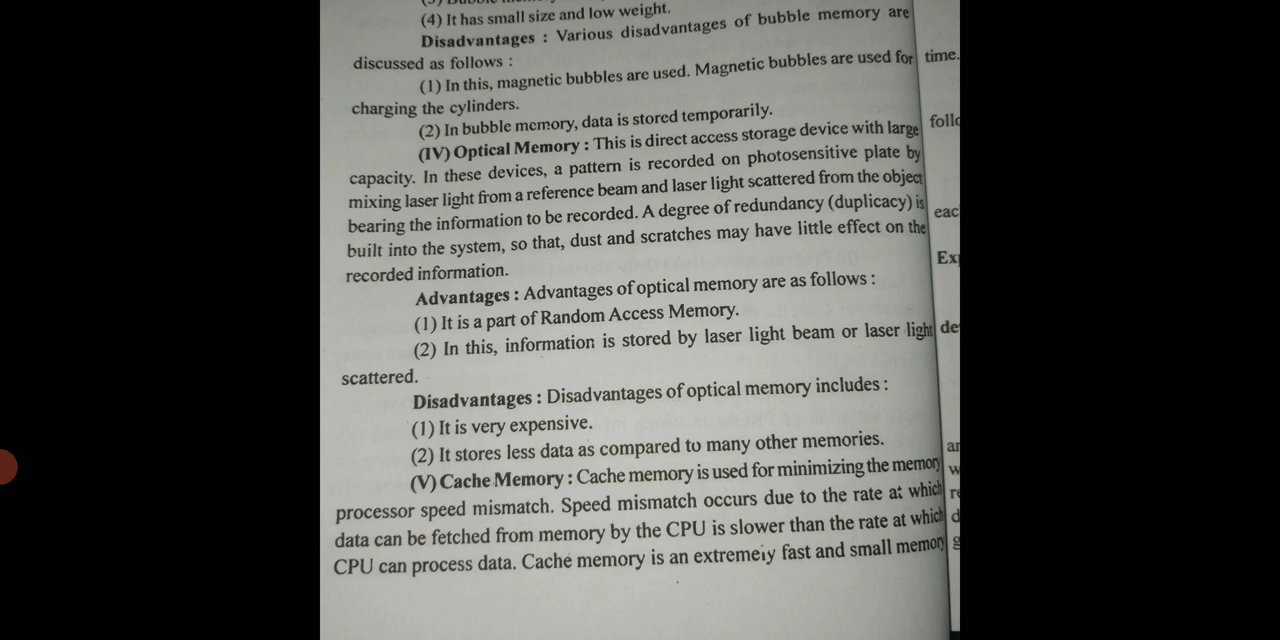 (4) It has small size and low weight.
Disadvantages : Various disadvantages of bubble memory are
discussed as follows :
(1) In this, magnetic bubbles are used. Magnetic bubbles are used for
charging the cylinders.
(2) In bubble memory, data is stored temporarily.
(IV) Optical Memory : This is direct access storage device with large
capacity. In these devices, a pattern is recorded on photosensitive plate by
mixing laser light from a reference beam and laser light scattered from the object
bearing the information to be recorded. A degree of redundancy (duplicacy) is
built into the system, so that, dust and scratches may have little effect on the
recorded information.
Advantages : Advantages of optical memory are as follows :
(1) It is a part of Random Access Memory.
(2) In this, information is stored by laser light beam or laser light
scattered.
Disadvantages : Disadvantages of optical memory includes :
(1) It is very expensive.
(2) It stores less data as compared to many other memories.
(V) Cache Memory : Cache memory is used for minimizing the memory
processor speed mismatch. Speed mismatch occurs due to the rate at which
data can be fetched from memory by the CPU is slower than the rate at which
CPU can process data. Cache memory is an extremely fast and small memory
time.